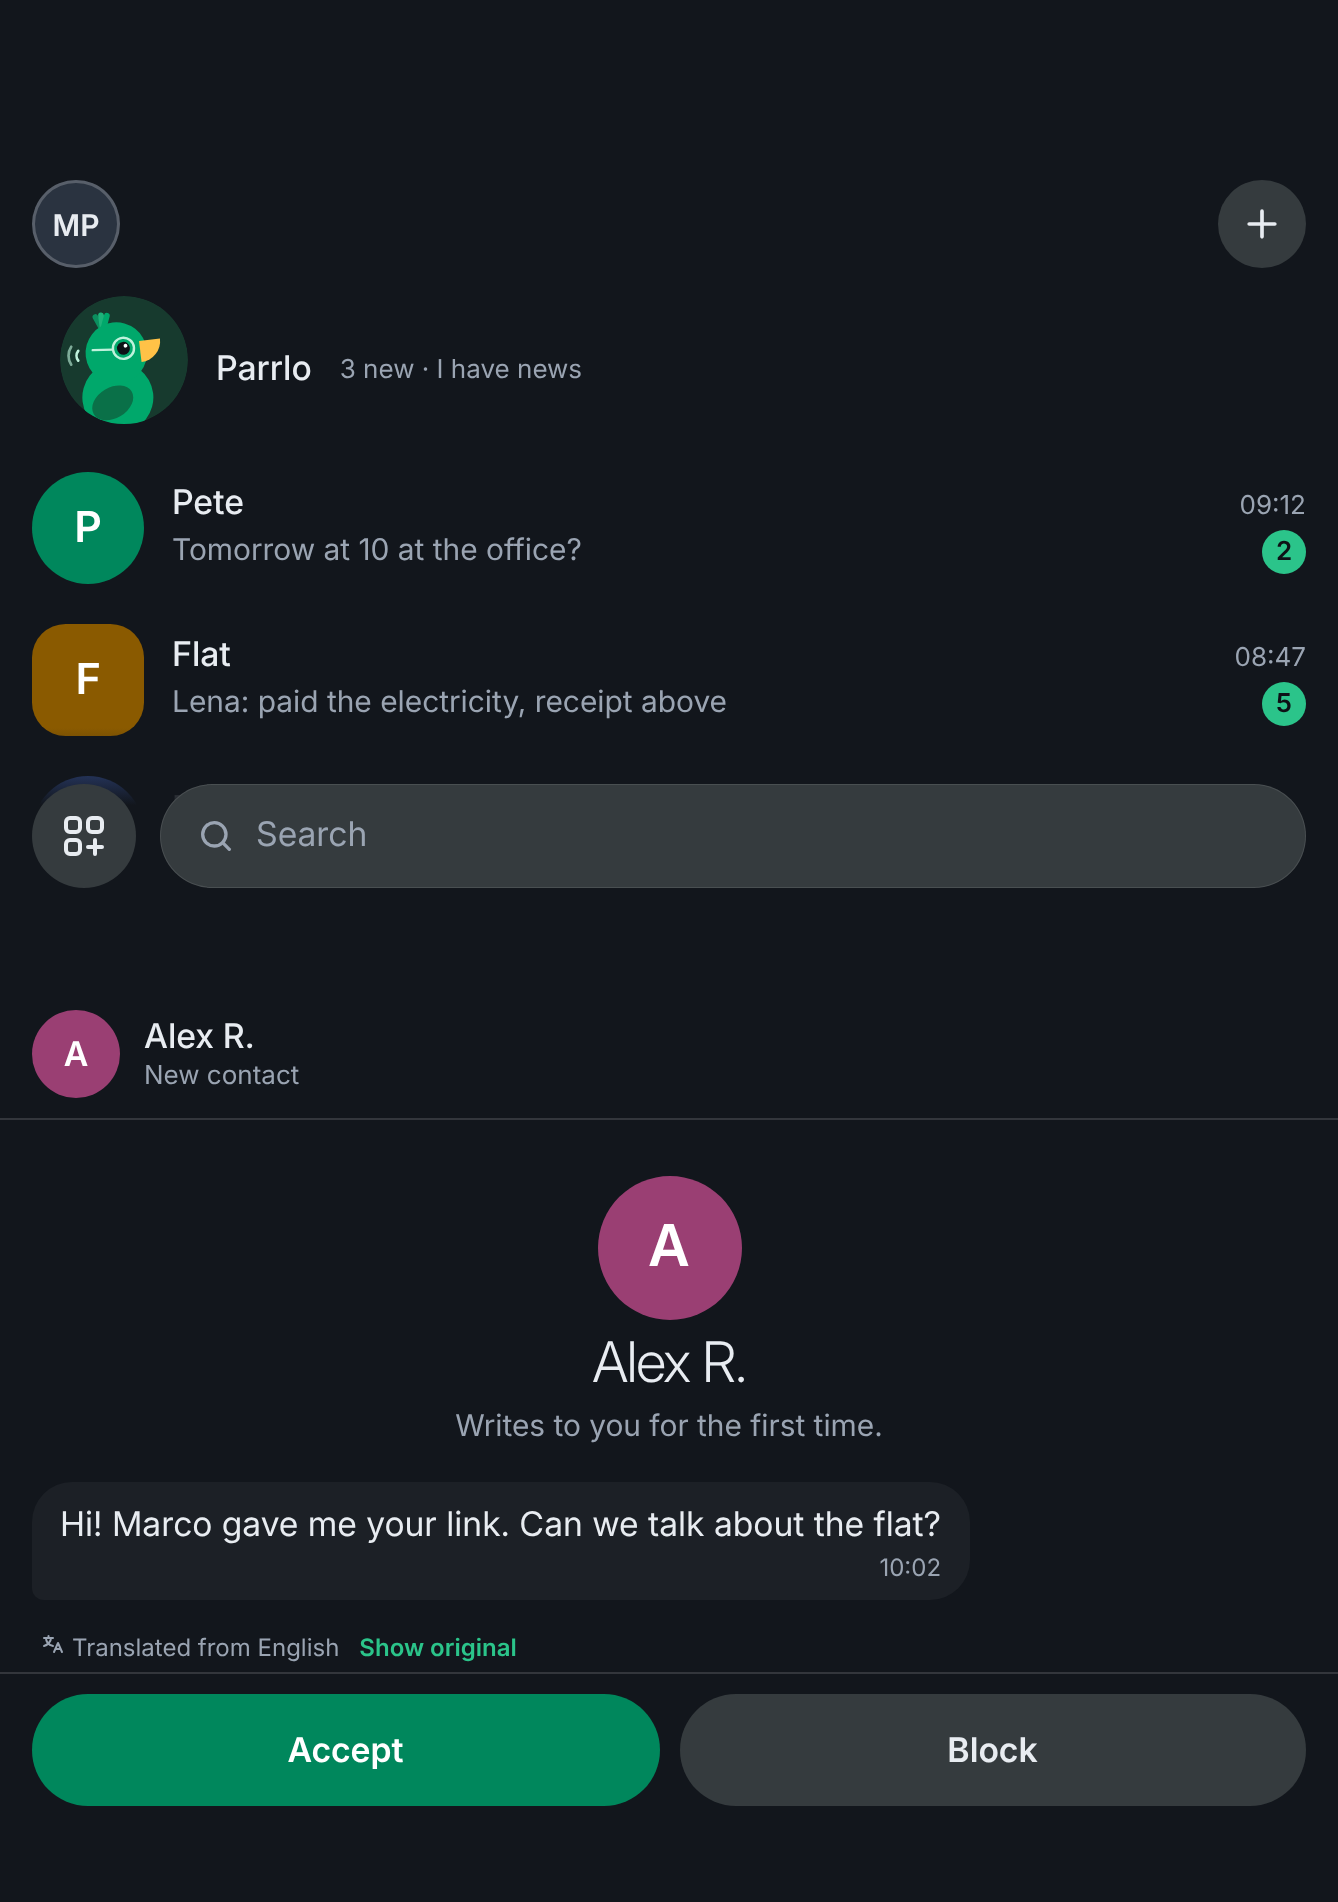 MP
Parrlo 3 new · I have news
P
Pete
09:12
Tomorrow at 10 at the office?
2
F
Flat
08:47
Lena: paid the electricity, receipt above
5
Search
A
Alex R.
New contact
A
Alex R.
Writes to you for the first time.
Hi! Marco gave me your link. Can we talk about the flat?
10:02
Translated from English Show original
Accept
Block